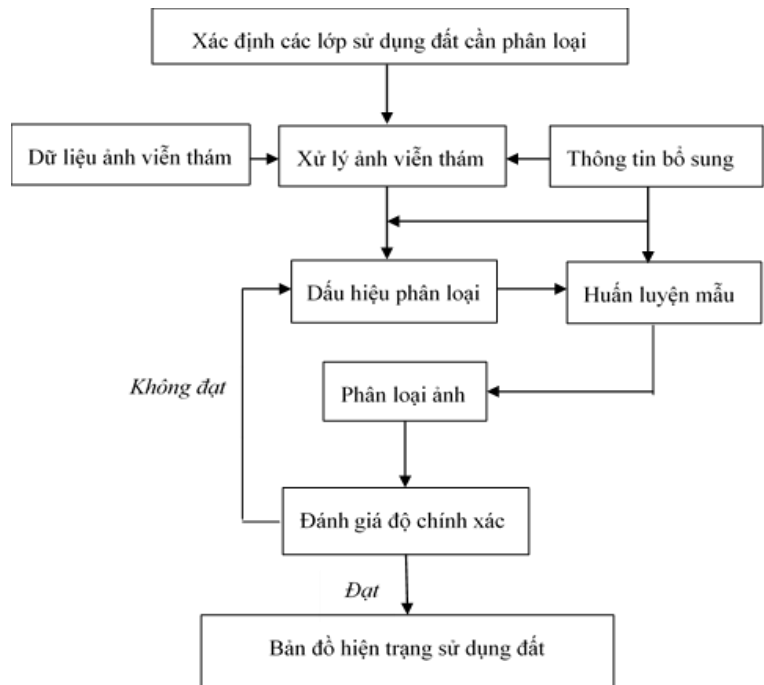 Xác định các lớp sử dụng đất cần phân loại
Dữ liệu ảnh viễn thám
Xử lý ảnh viễn thám
Thông tin bổ sung
Dấu hiệu phân loại
Huấn luyện mẫu
Không đạt
Phân loại ảnh
Đánh giá độ chính xác
Đạt
Bản đồ hiện trạng sử dụng đất